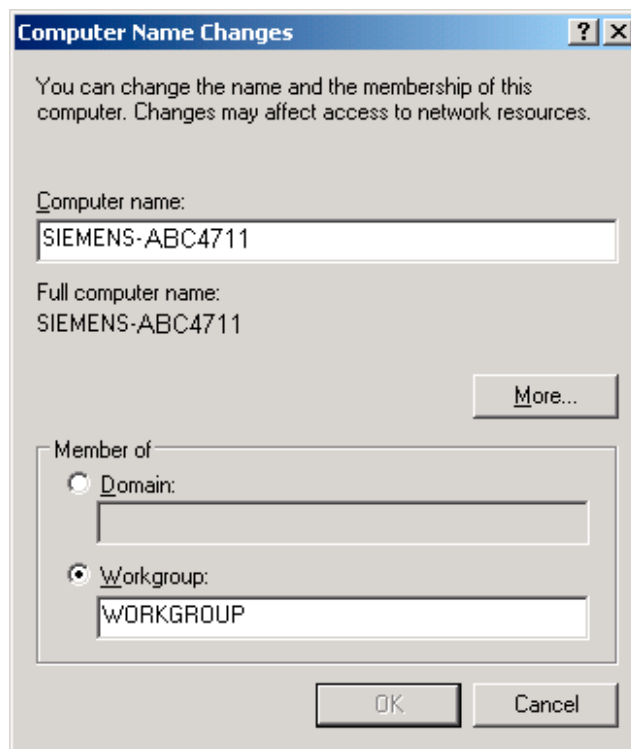 Computer Name Changes
You can change the name and the membership of this
computer. Changes may affect access to network resources.
Computer name:
SIEMENS-ABC4711
Full computer name:
SIEMENS-ABC4711
More...
Member of
Domain:
Workgroup:
WORKGROUP
OK Cancel